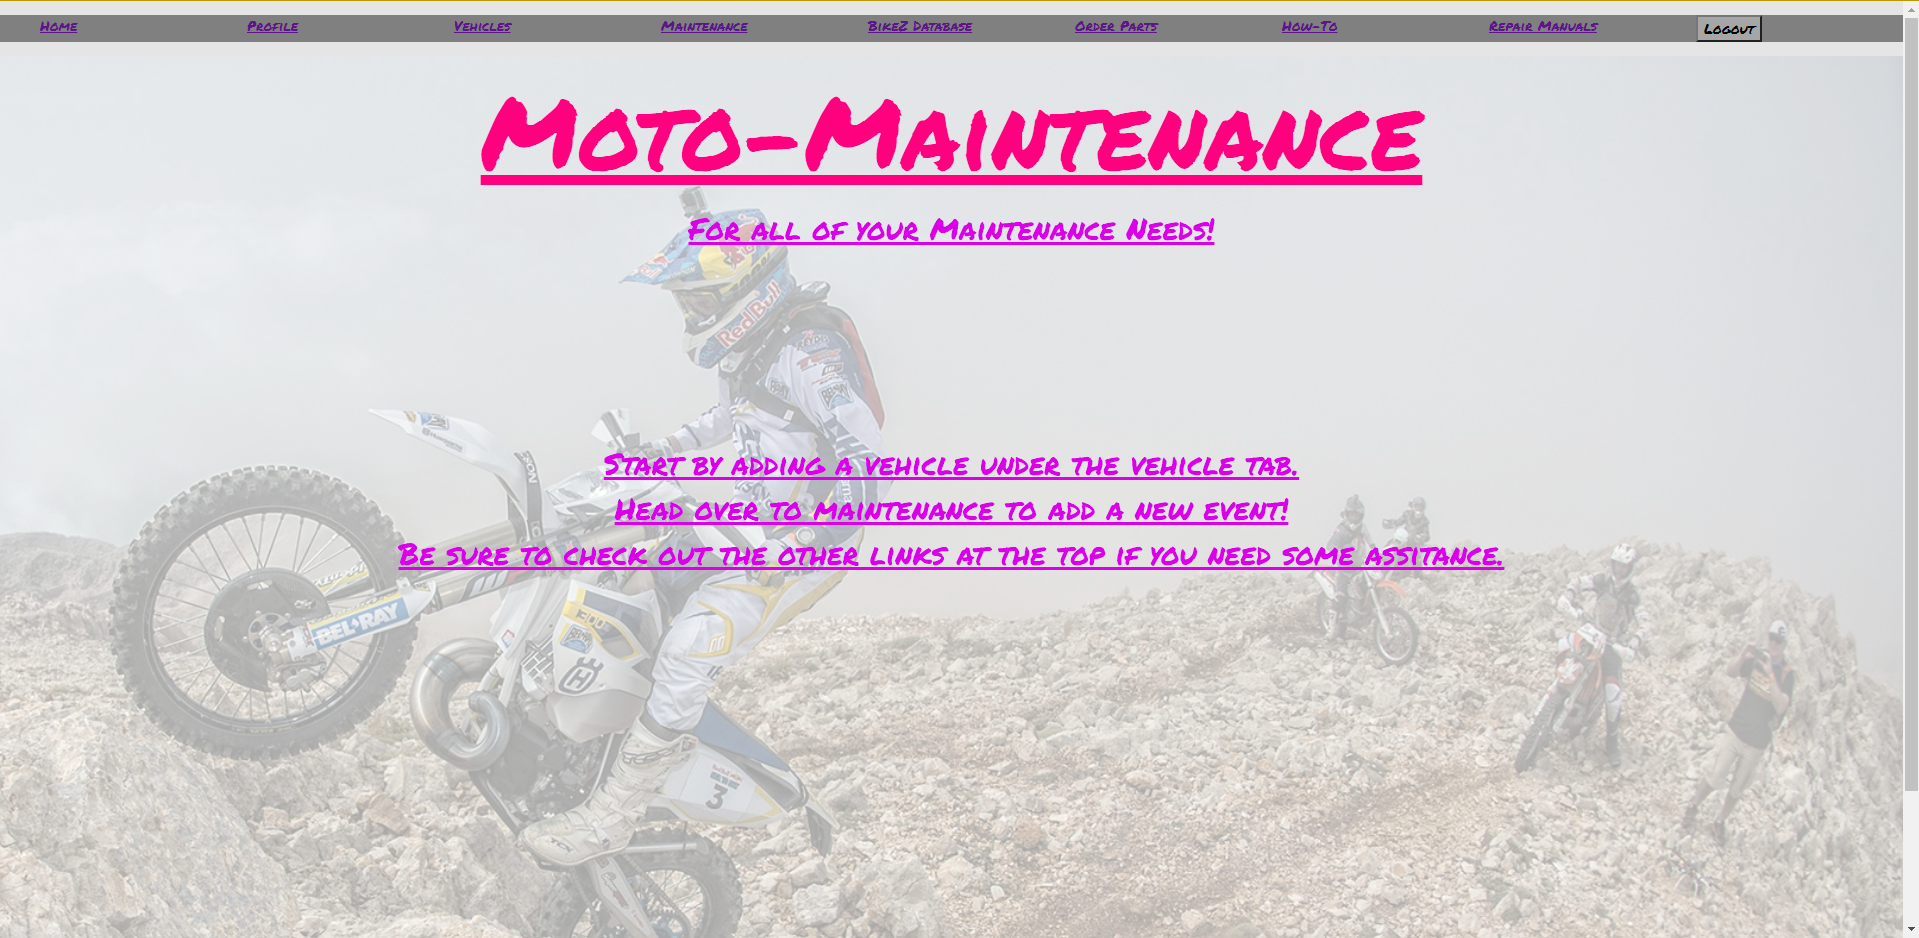 Home Profile Vehicles Maintenance BikeZ Database Order Parts How-To Repair Manuals Logout
Moto-Maintenance
For all of your Maintenance Needs!
Red Bull
Start by adding a vehicle under the vehicle tab.
Head over to maintenance to add a new event!
Be sure to check out the other links at the top if you need some assitance.
BEL-RAY
3